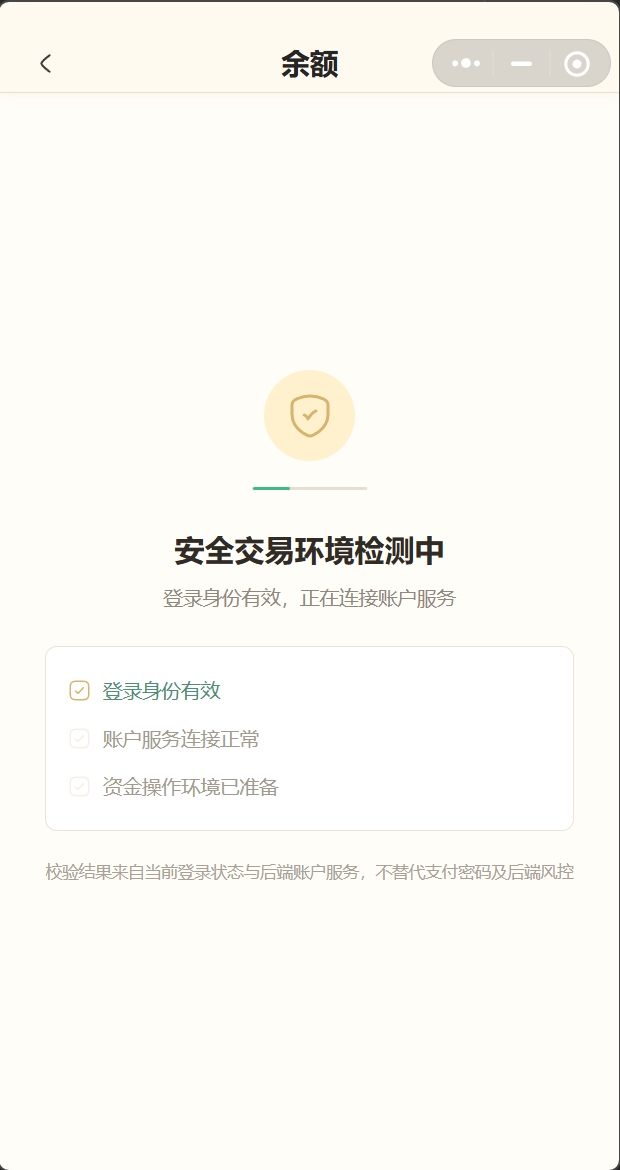 余额
安全交易环境检测中
登录身份有效，正在连接账户服务
登录身份有效
账户服务连接正常
资金操作环境已准备
校验结果来自当前登录状态与后端账户服务，不替代支付密码及后端风控